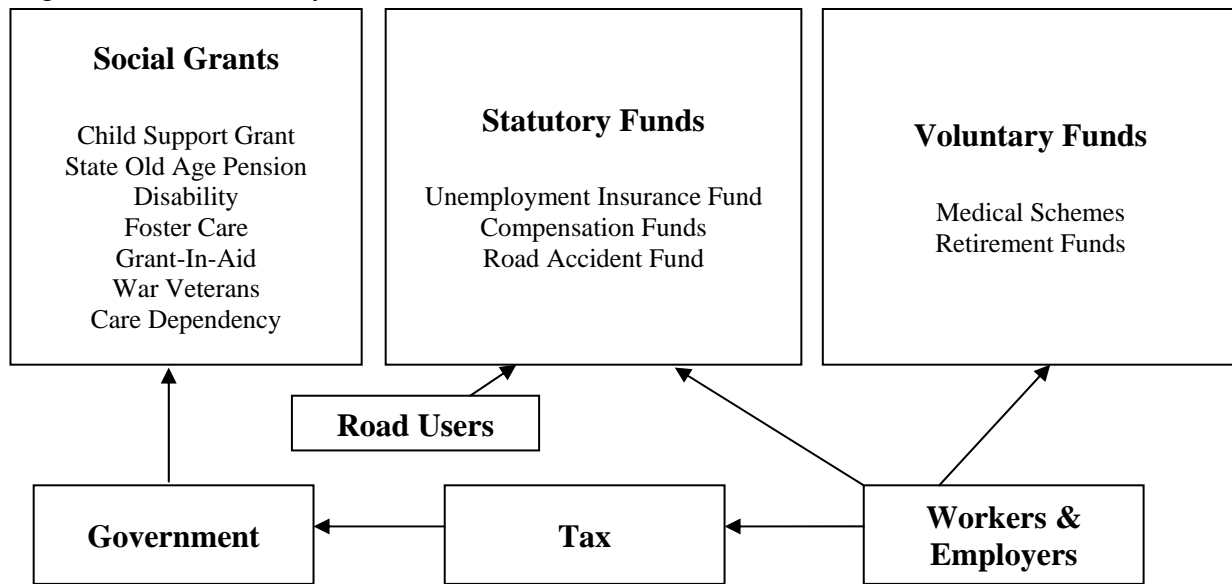 Social Grants
Child Support Grant
State Old Age Pension
Disability
Foster Care
Grant-In-Aid
War Veterans
Care Dependency
Statutory Funds
Unemployment Insurance Fund
Compensation Funds
Road Accident Fund
Voluntary Funds
Medical Schemes
Retirement Funds
Road Users
Government
Tax
Workers &
Employers